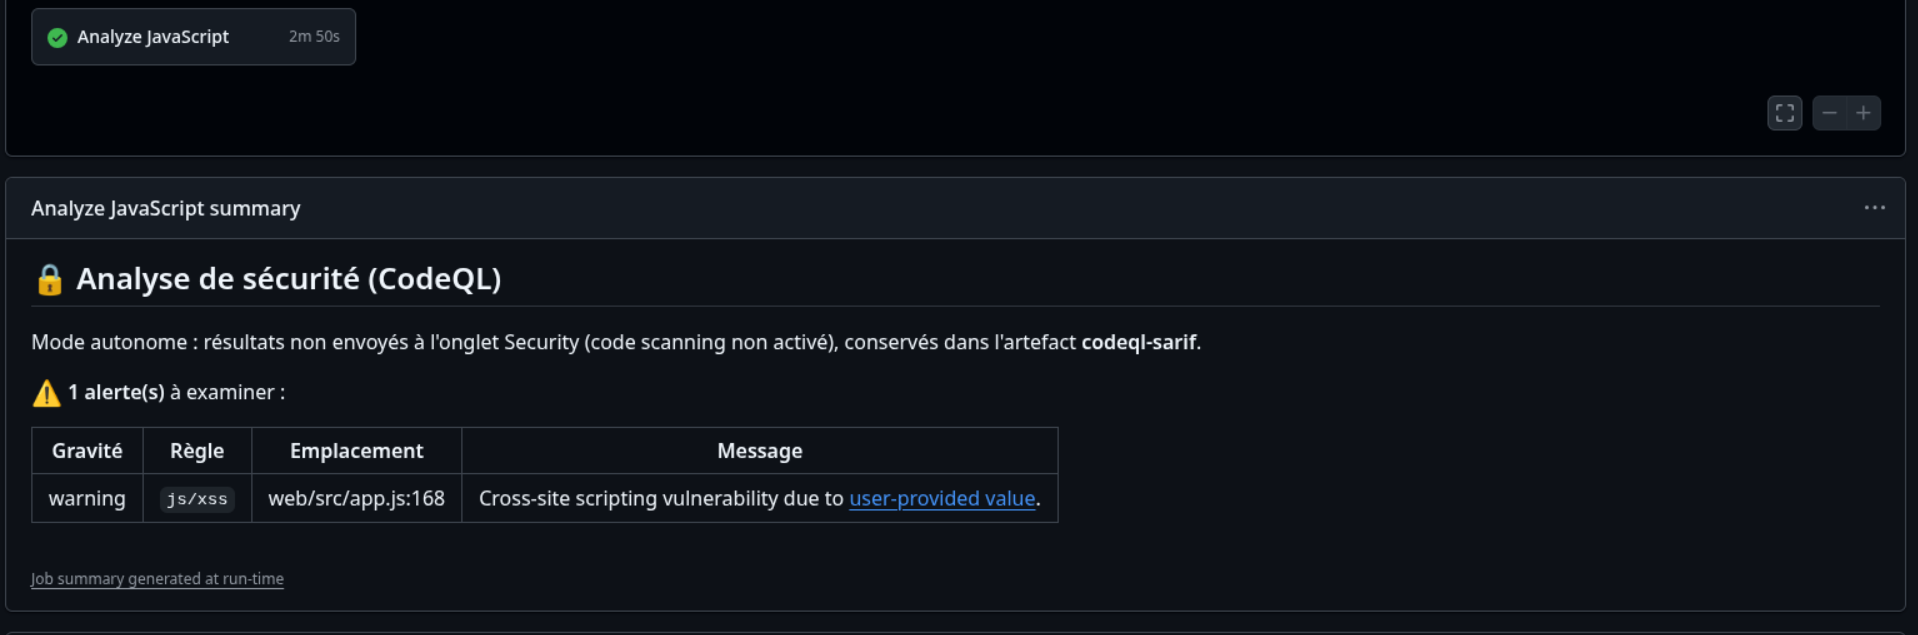 Analyze JavaScript 2m 50s
Analyze JavaScript summary
🔒 Analyse de sécurité (CodeQL)
Mode autonome : résultats non envoyés à l'onglet Security (code scanning non activé), conservés dans l'artefact codeql-sarif.
⚠️ 1 alerte(s) à examiner :
Gravité Règle Emplacement Message
warning js/xss web/src/app.js:168 Cross-site scripting vulnerability due to user-provided value.
Job summary generated at run-time